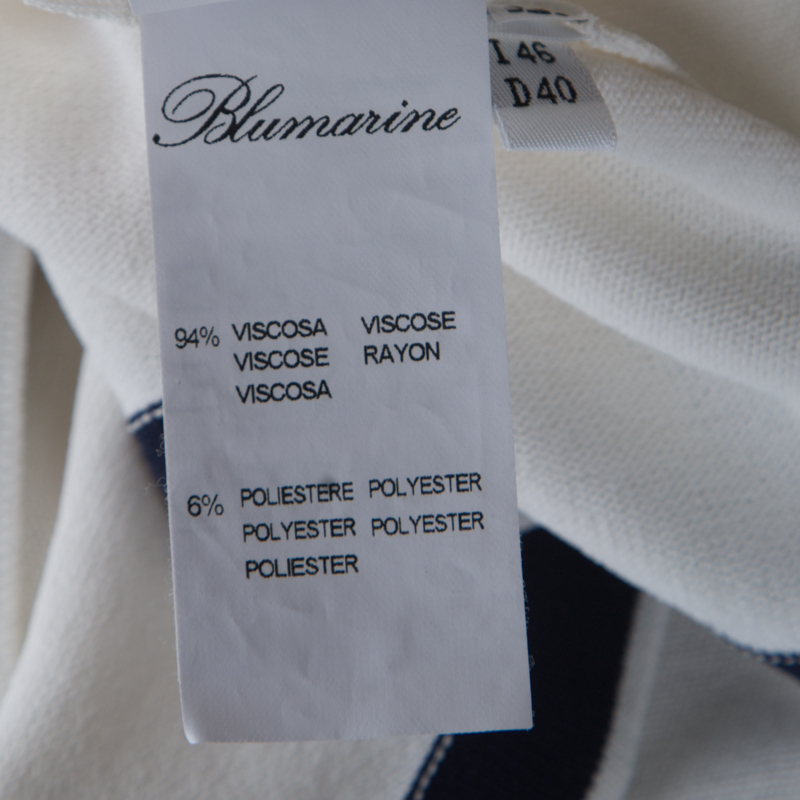 Blumarine
I 46
D 40
94% VISCOSA VISCOSE
VISCOSE RAYON
VISCOSA
6% POLIESTERE POLYESTER
POLYESTER POLYESTER
POLIESTER